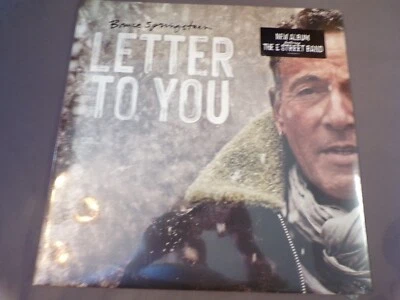 Bruce Springsteen
LETTER
TO YOU
NEW ALBUM
THE E STREET BAND